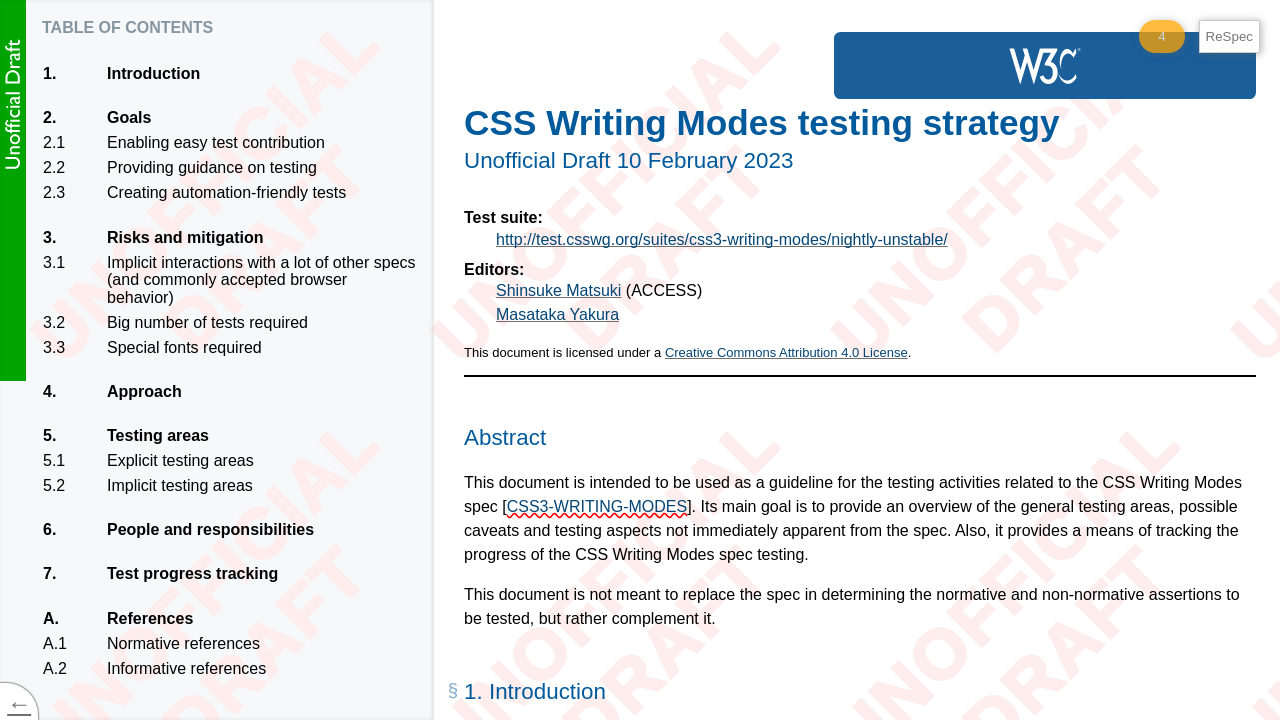 Unofficial Draft
TABLE OF CONTENTS
1. Introduction
2. Goals
2.1 Enabling easy test contribution
2.2 Providing guidance on testing
2.3 Creating automation-friendly tests
3. Risks and mitigation
3.1 Implicit interactions with a lot of other specs
(and commonly accepted browser
behavior)
3.2 Big number of tests required
3.3 Special fonts required
4. Approach
5. Testing areas
5.1 Explicit testing areas
5.2 Implicit testing areas
6. People and responsibilities
7. Test progress tracking
A. References
A.1 Normative references
A.2 Informative references
←
W3C®
4
ReSpec
CSS Writing Modes testing strategy
Unofficial Draft 10 February 2023
Test suite:
http://test.csswg.org/suites/css3-writing-modes/nightly-unstable/
Editors:
Shinsuke Matsuki (ACCESS)
Masataka Yakura
This document is licensed under a Creative Commons Attribution 4.0 License.
Abstract
This document is intended to be used as a guideline for the testing activities related to the CSS Writing Modes
spec [CSS3-WRITING-MODES]. Its main goal is to provide an overview of the general testing areas, possible
caveats and testing aspects not immediately apparent from the spec. Also, it provides a means of tracking the
progress of the CSS Writing Modes spec testing.
This document is not meant to replace the spec in determining the normative and non-normative assertions to
be tested, but rather complement it.
§ 1. Introduction
UNOFFICIAL
DRAFT
UNOFFICIAL
DRAFT
UNOFFICIAL
DRAFT
UNOFFICIAL
DRAFT
UNOFFICIAL
DRAFT
UNOFFICIAL
DRAFT